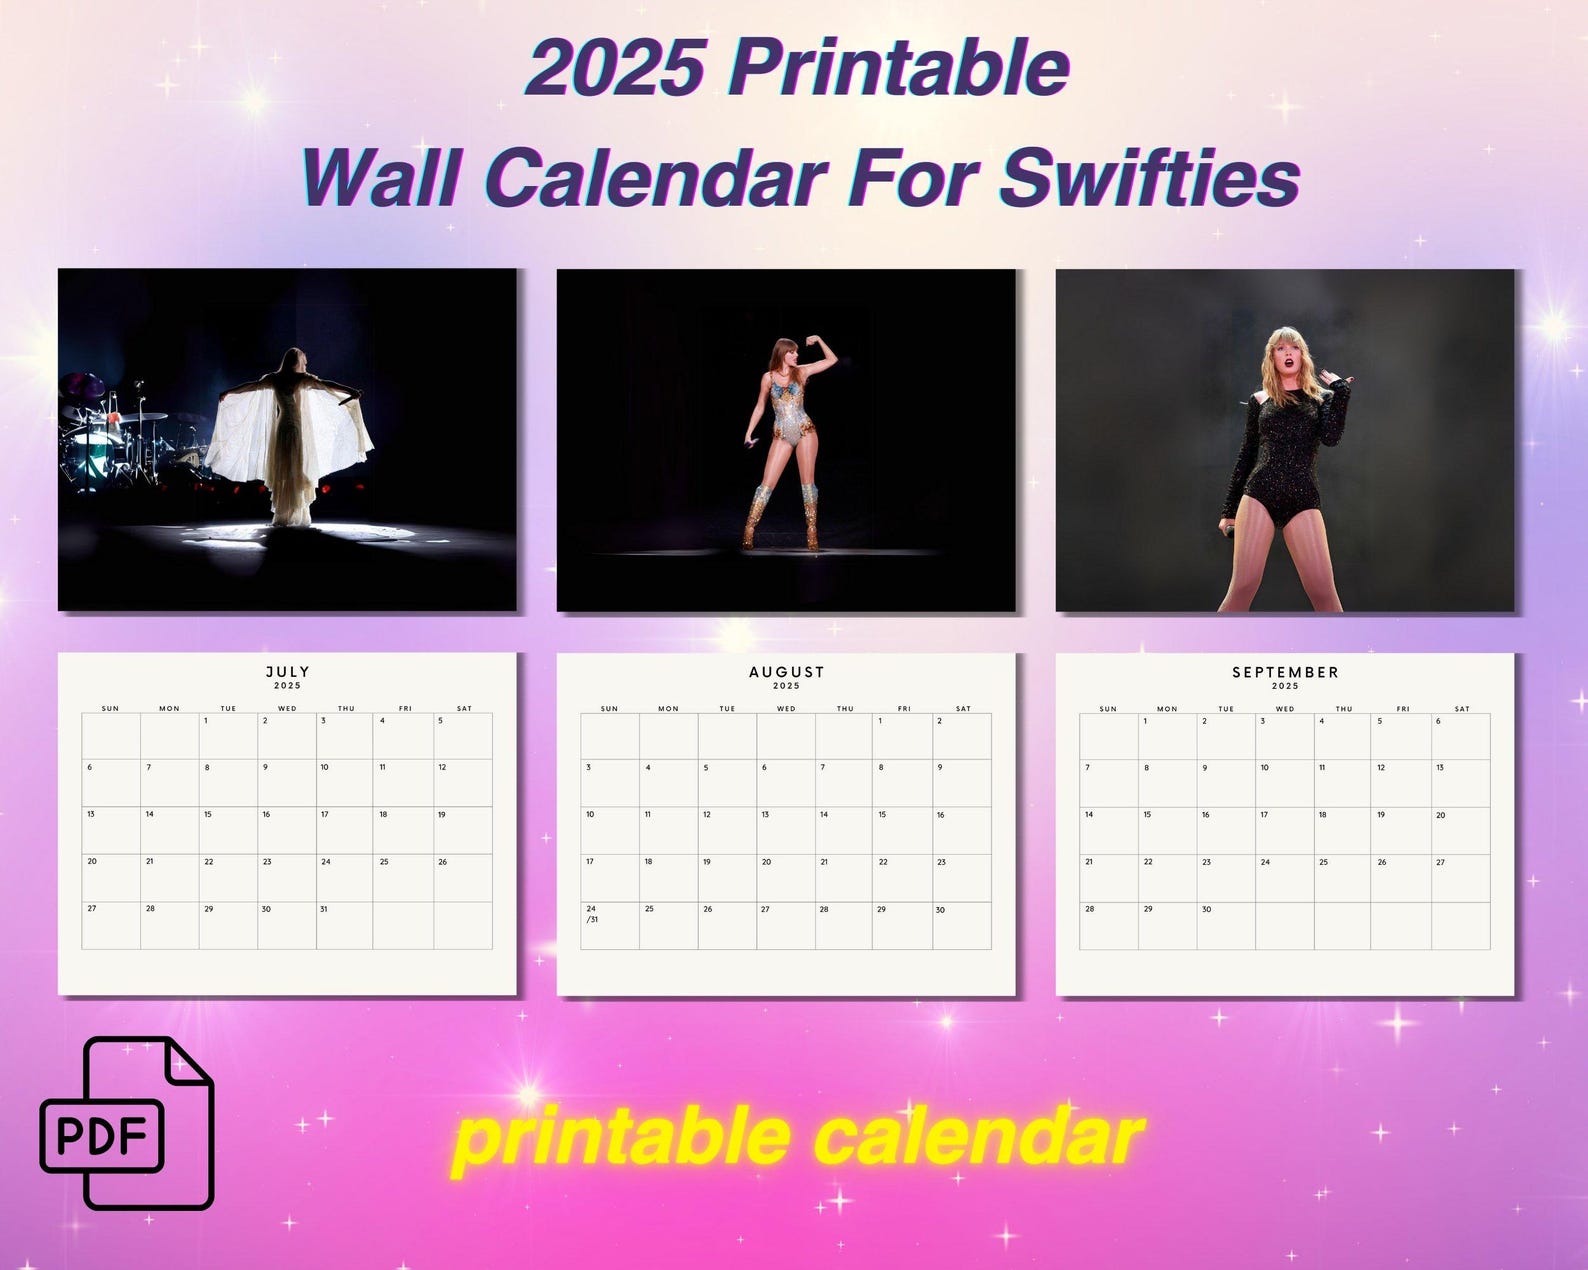 2025 Printable
Wall Calendar For Swifties
JULY
2025
SUN MON TUE WED THU FRI SAT
1 2 3 4 5
6 7 8 9 10 11 12
13 14 15 16 17 18 19
20 21 22 23 24 25 26
27 28 29 30 31
AUGUST
2025
SUN MON TUE WED THU FRI SAT
1 2
3 4 5 6 7 8 9
10 11 12 13 14 15 16
17 18 19 20 21 22 23
24 25 26 27 28 29 30
/31
SEPTEMBER
2025
SUN MON TUE WED THU FRI SAT
1 2 3 4 5 6
7 8 9 10 11 12 13
14 15 16 17 18 19 20
21 22 23 24 25 26 27
28 29 30
PDF
printable calendar